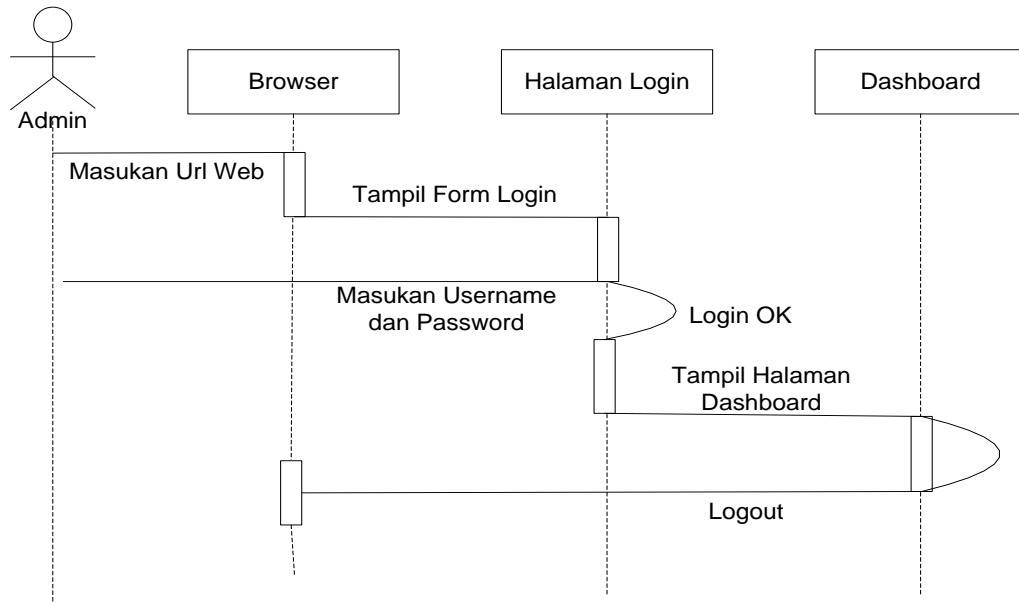 Admin
Browser
Halaman Login
Dashboard
Masukan Url Web
Tampil Form Login
Masukan Username
dan Password
Login OK
Tampil Halaman
Dashboard
Logout